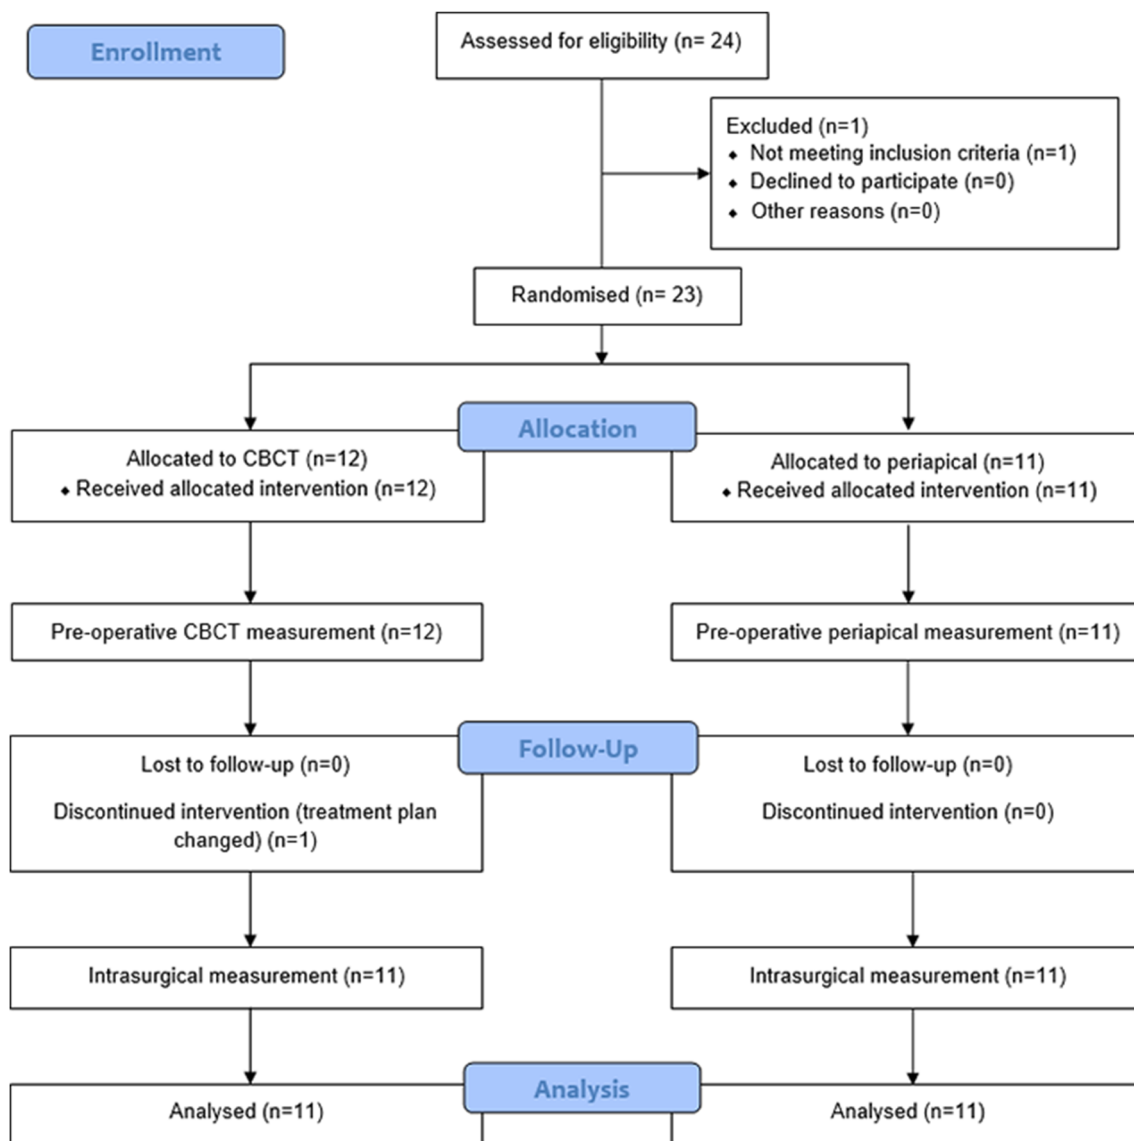 Enrollment
Assessed for eligibility (n= 24)
Excluded (n=1)
⬥ Not meeting inclusion criteria (n=1)
⬥ Declined to participate (n=0)
⬥ Other reasons (n=0)
Randomised (n= 23)
Allocation
Allocated to CBCT (n=12)
⬥ Received allocated intervention (n=12)
Allocated to periapical (n=11)
⬥ Received allocated intervention (n=11)
Pre-operative CBCT measurement (n=12)
Pre-operative periapical measurement (n=11)
Follow-Up
Lost to follow-up (n=0)
Discontinued intervention (treatment plan
changed) (n=1)
Lost to follow-up (n=0)
Discontinued intervention (n=0)
Intrasurgical measurement (n=11)
Intrasurgical measurement (n=11)
Analysis
Analysed (n=11)
Analysed (n=11)